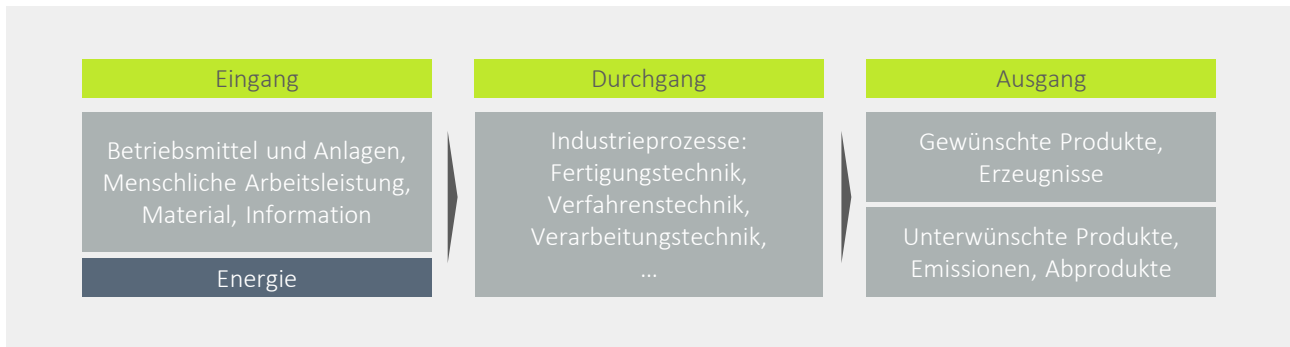 Eingang
Betriebsmittel und Anlagen,
Menschliche Arbeitsleistung,
Material, Information
Energie
Durchgang
Industrieprozesse:
Fertigungstechnik,
Verfahrenstechnik,
Verarbeitungstechnik,
...
Ausgang
Gewünschte Produkte,
Erzeugnisse
Unterwünschte Produkte,
Emissionen, Abprodukte